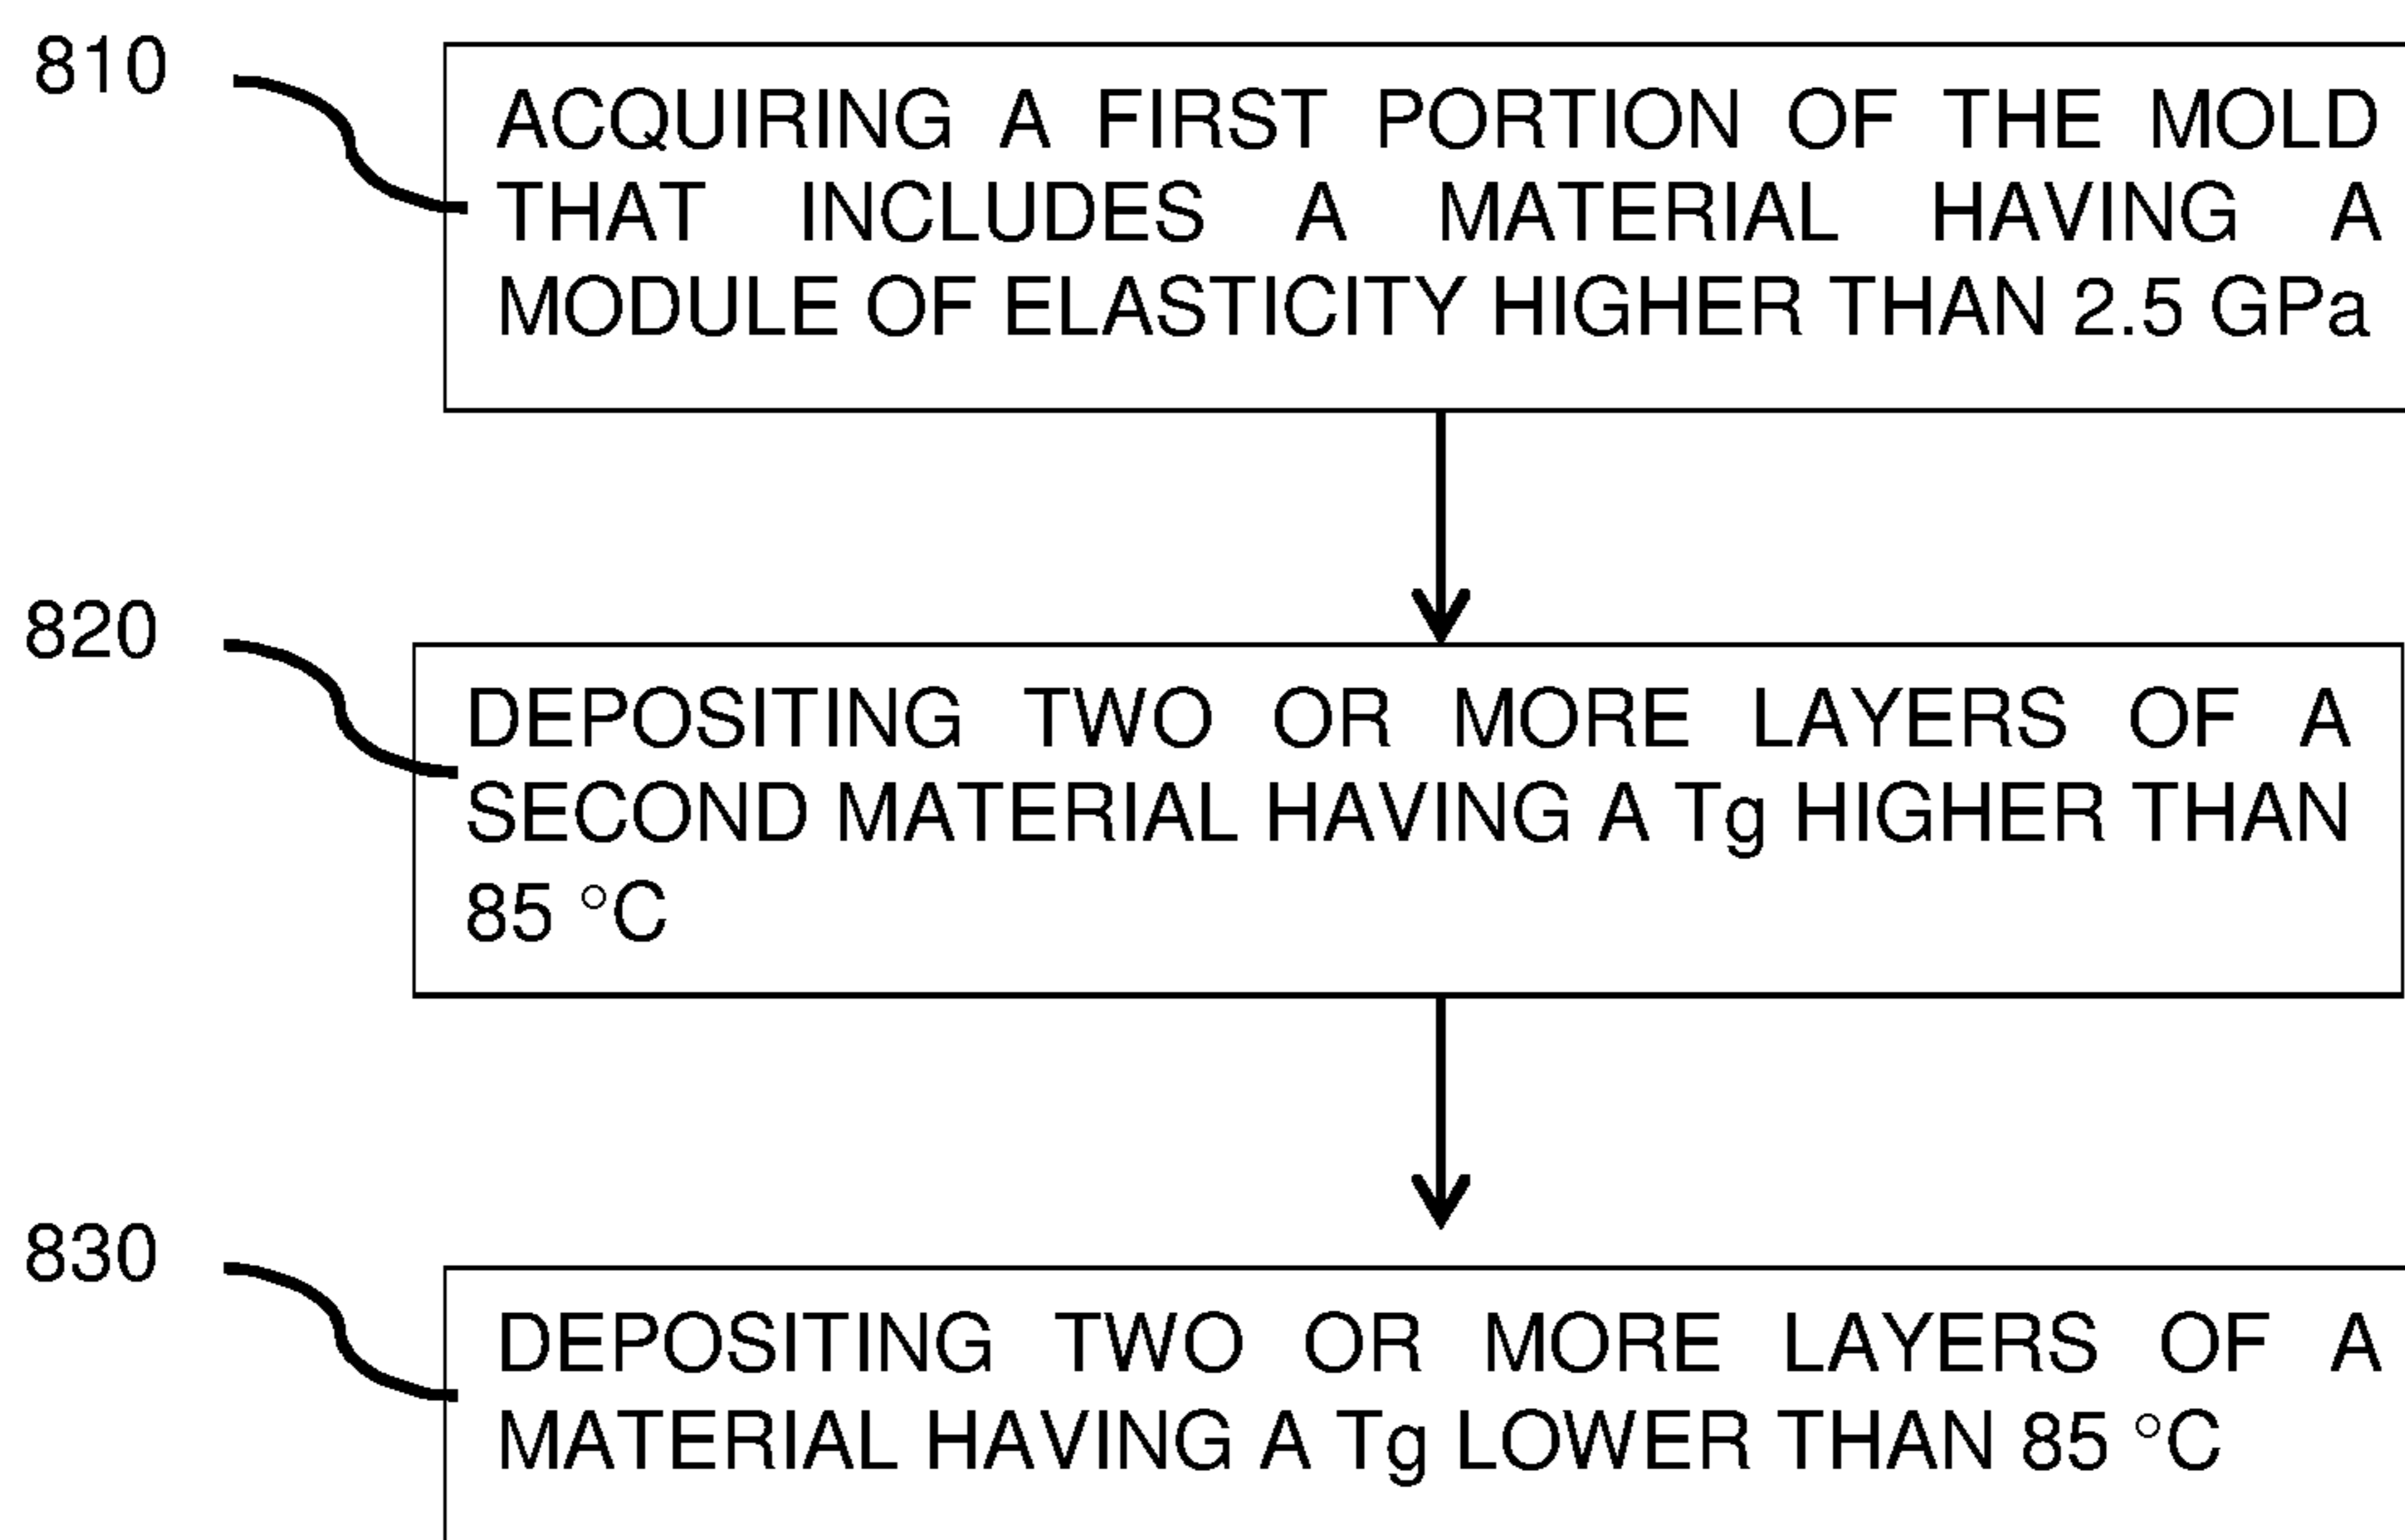 810
ACQUIRING A FIRST PORTION OF THE MOLD
THAT INCLUDES A MATERIAL HAVING A
MODULE OF ELASTICITY HIGHER THAN 2.5 GPa
820
DEPOSITING TWO OR MORE LAYERS OF A
SECOND MATERIAL HAVING A Tg HIGHER THAN
85 °C
830
DEPOSITING TWO OR MORE LAYERS OF A
MATERIAL HAVING A Tg LOWER THAN 85 °C